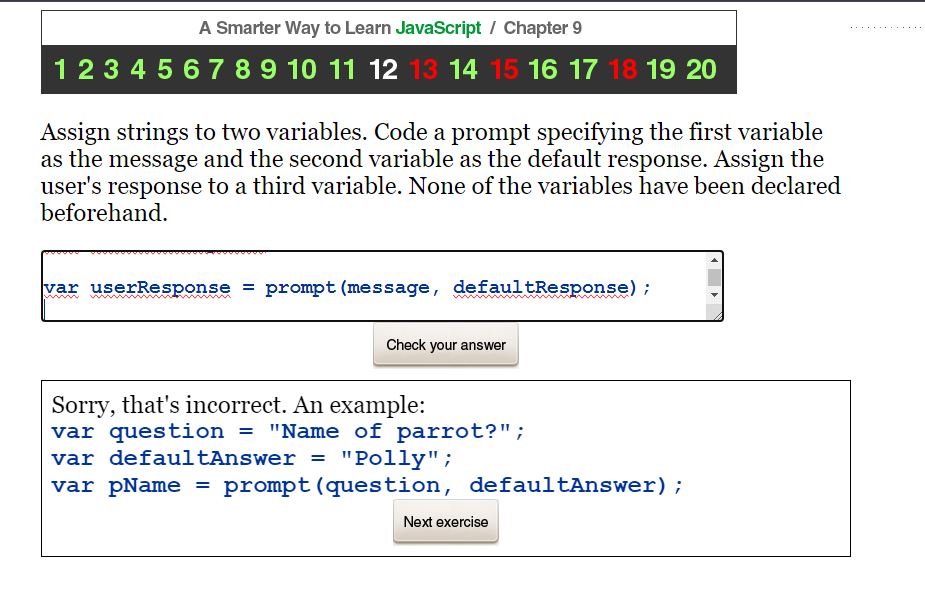 A Smarter Way to Learn JavaScript / Chapter 9
1 2 3 4 5 6 7 8 9 10 11 12 13 14 15 16 17 18 19 20
Assign strings to two variables. Code a prompt specifying the first variable
as the message and the second variable as the default response. Assign the
user's response to a third variable. None of the variables have been declared
beforehand.
var userResponse = prompt(message, defaultResponse);
Check your answer
Sorry, that's incorrect. An example:
var question = "Name of parrot?";
var defaultAnswer = "Polly";
var pName = prompt(question, defaultAnswer);
Next exercise